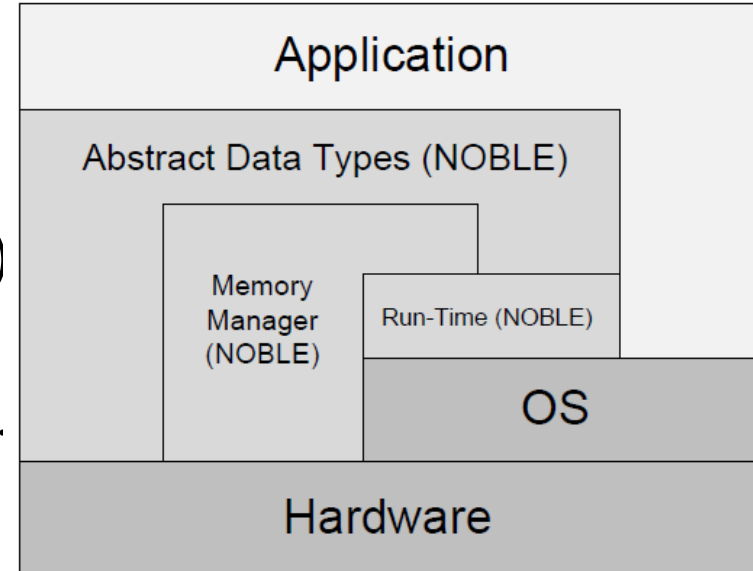 Application
Abstract Data Types (NOBLE)
Memory
Manager
(NOBLE)
Run-Time (NOBLE)
OS
Hardware